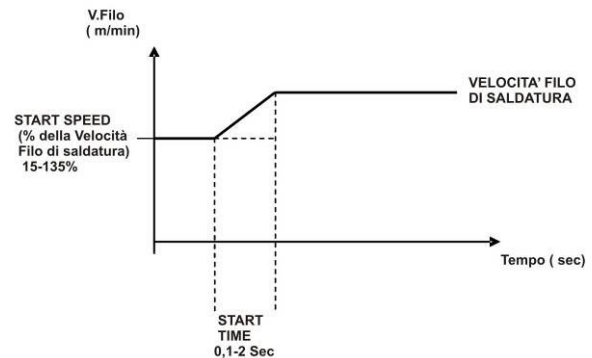 V.Filo
( m/min)
VELOCITA' FILO
DI SALDATURA
START SPEED
(% della Velocità
Filo di saldatura)
15-135%
Tempo ( sec)
START
TIME
0,1-2 Sec